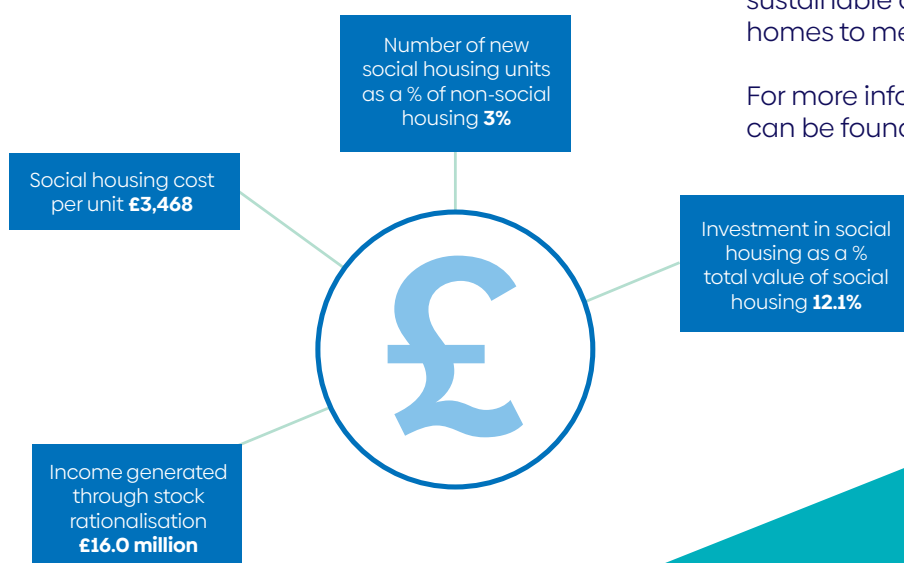 sustainable
homes to me
For more info
can be found
Number of new
social housing units
as a % of non-social
housing 3%
Social housing cost
per unit £3,468
Investment in social
housing as a %
total value of social
housing 12.1%
£
Income generated
through stock
rationalisation
£16.0 million